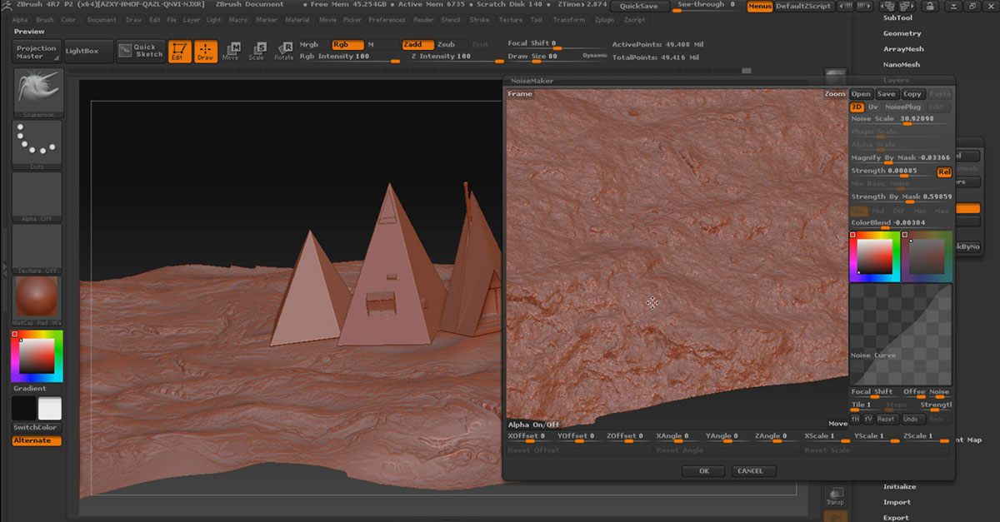 ZBrush 4R7 P2 (x64)[AZXY-HNOF-QAZL-QNVI-NJXR] ZBrush Document • Free Mem 45.254GB • Active Mem 6735 • Scratch Disk 140 • ZTime▸2.874 QuickSave See-through 0 Menus DefaultZScript
Alpha Brush Color Document Draw Edit File Layer Light Macro Marker Material Movie Picker Preferences Render Stencil Stroke Texture Tool Transform Zplugin Zscript
Preview
Projection Master
LightBox
Quick Sketch
Edit
Draw
Move
Scale
Rotate
Mrgb Rgb M
Rgb Intensity 100
Zadd Zsub Zcut
Z Intensity 100
Focal Shift 0
Draw Size 80 Dynamic
ActivePoints: 49.408 Mil
TotalPoints: 49.416 Mil
SubTool
Geometry
ArrayMesh
NanoMesh
Layers
SnakeHook
Dots
Alpha Off
Texture Off
MatCap Red Wa
Gradient
SwitchColor
Alternate
NoiseMaker
Frame Zoom
Open Save Copy Paste
3D Uv NoisePlug Edit
Noise Scale 30.92098
Plugin Scale
Alpha Scale
Magnify By Mask -0.03366
Strength 0.00085 Rel
Mix Basic Noise
Strength By Mask 0.59859
Mid Dif Min Max
ColorBlend -0.00304
Noise Curve
Focal Shift Offse Noise
Tile 1 Steps Strengtl
fH fV Reset Undo Redo
Alpha On/Off Move
XOffset 0 YOffset 0 ZOffset 0 XAngle 0 YAngle 0 ZAngle 0 XScale 1 YScale 1 ZScale 1
Reset Offset Reset Angle Reset Scale
OK CANCEL
skByNo
nt Map
Transp
Initialize
Import
Export